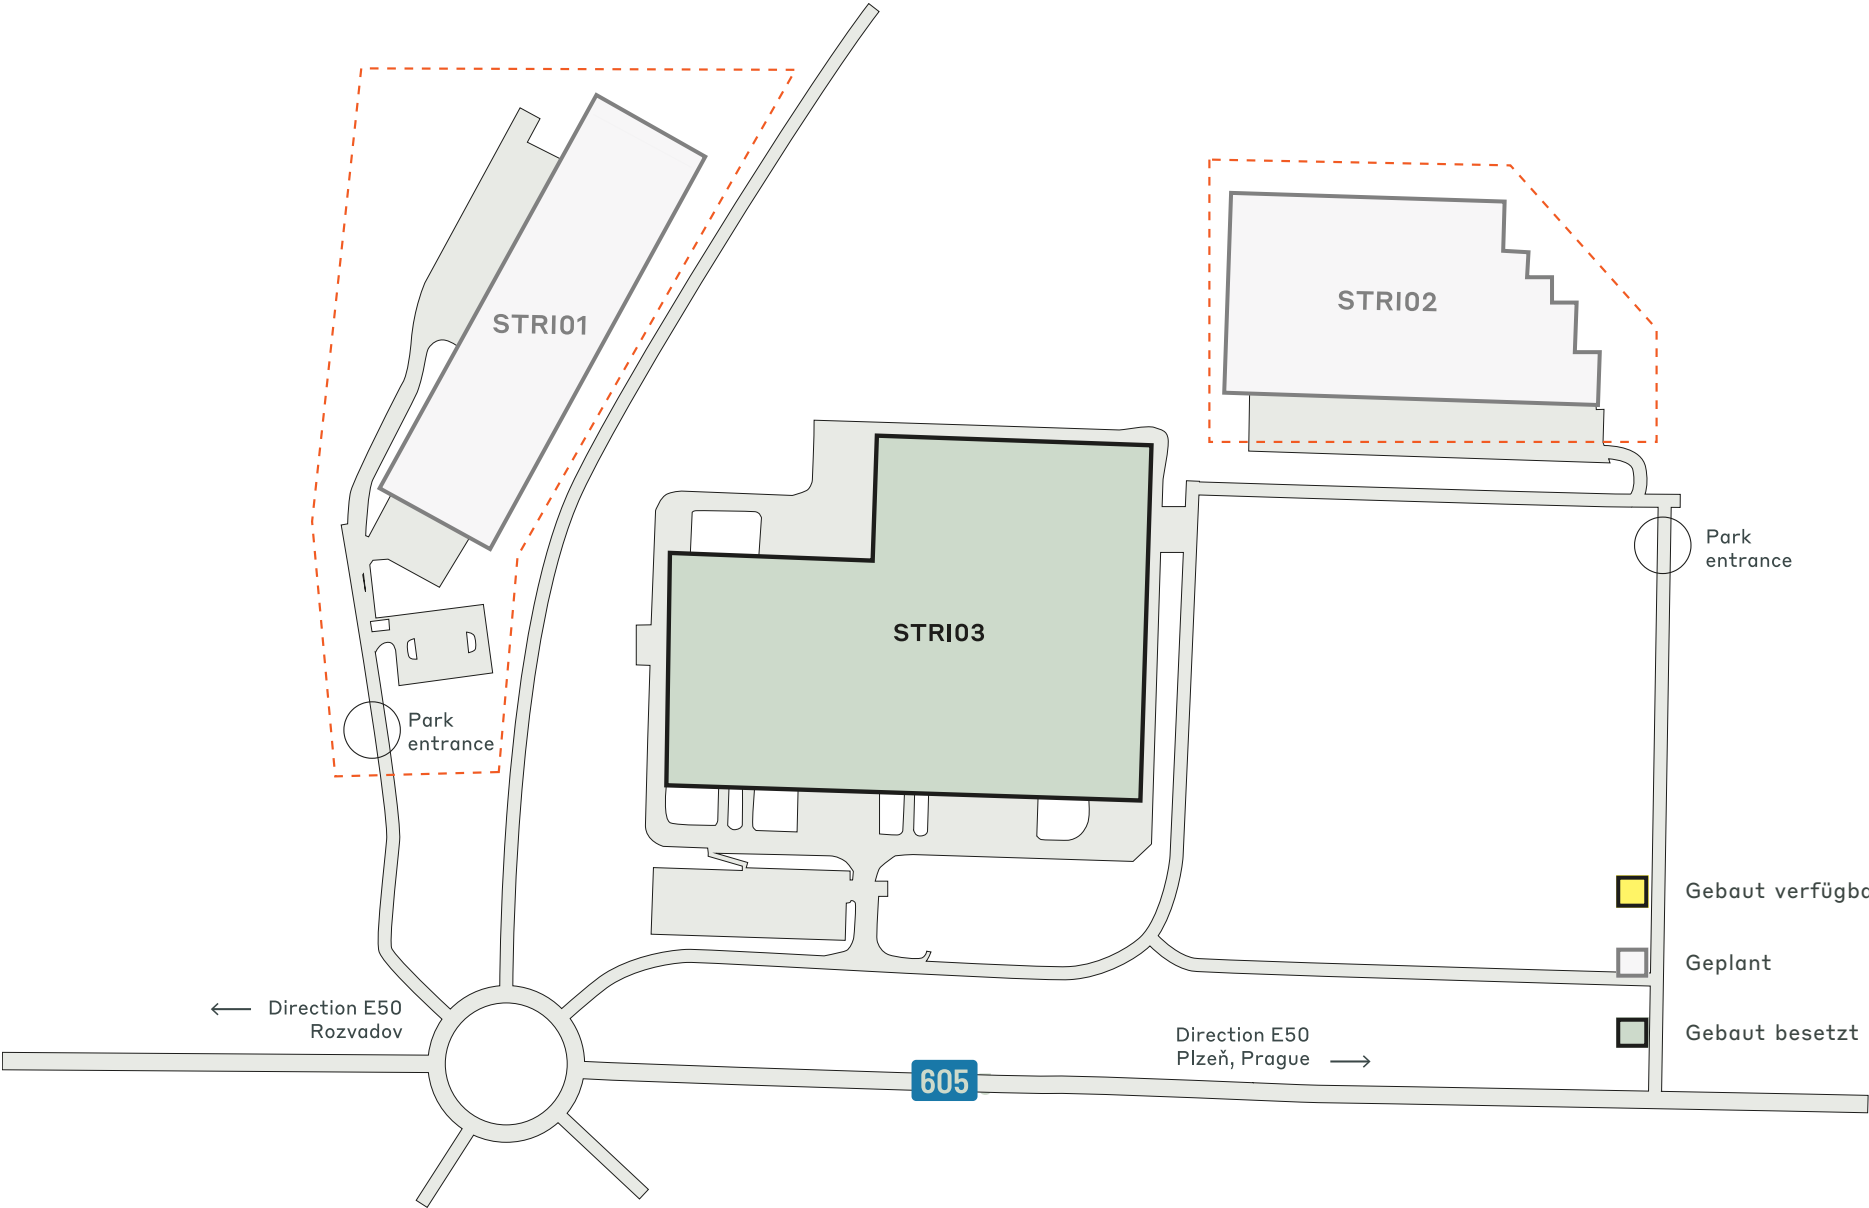 STRI01
STRI02
STRI03
Park
entrance
Park
entrance
Gebaut
Geplant
Gebaut besetzt
Direction E50
Rozvadov
Direction E50
Plzeň, Prague
605